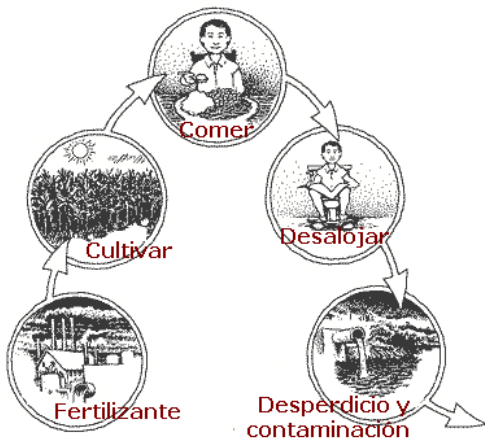 Comer
Cultivar
Desalojar
Fertilizante
Desperdicio y
contaminación